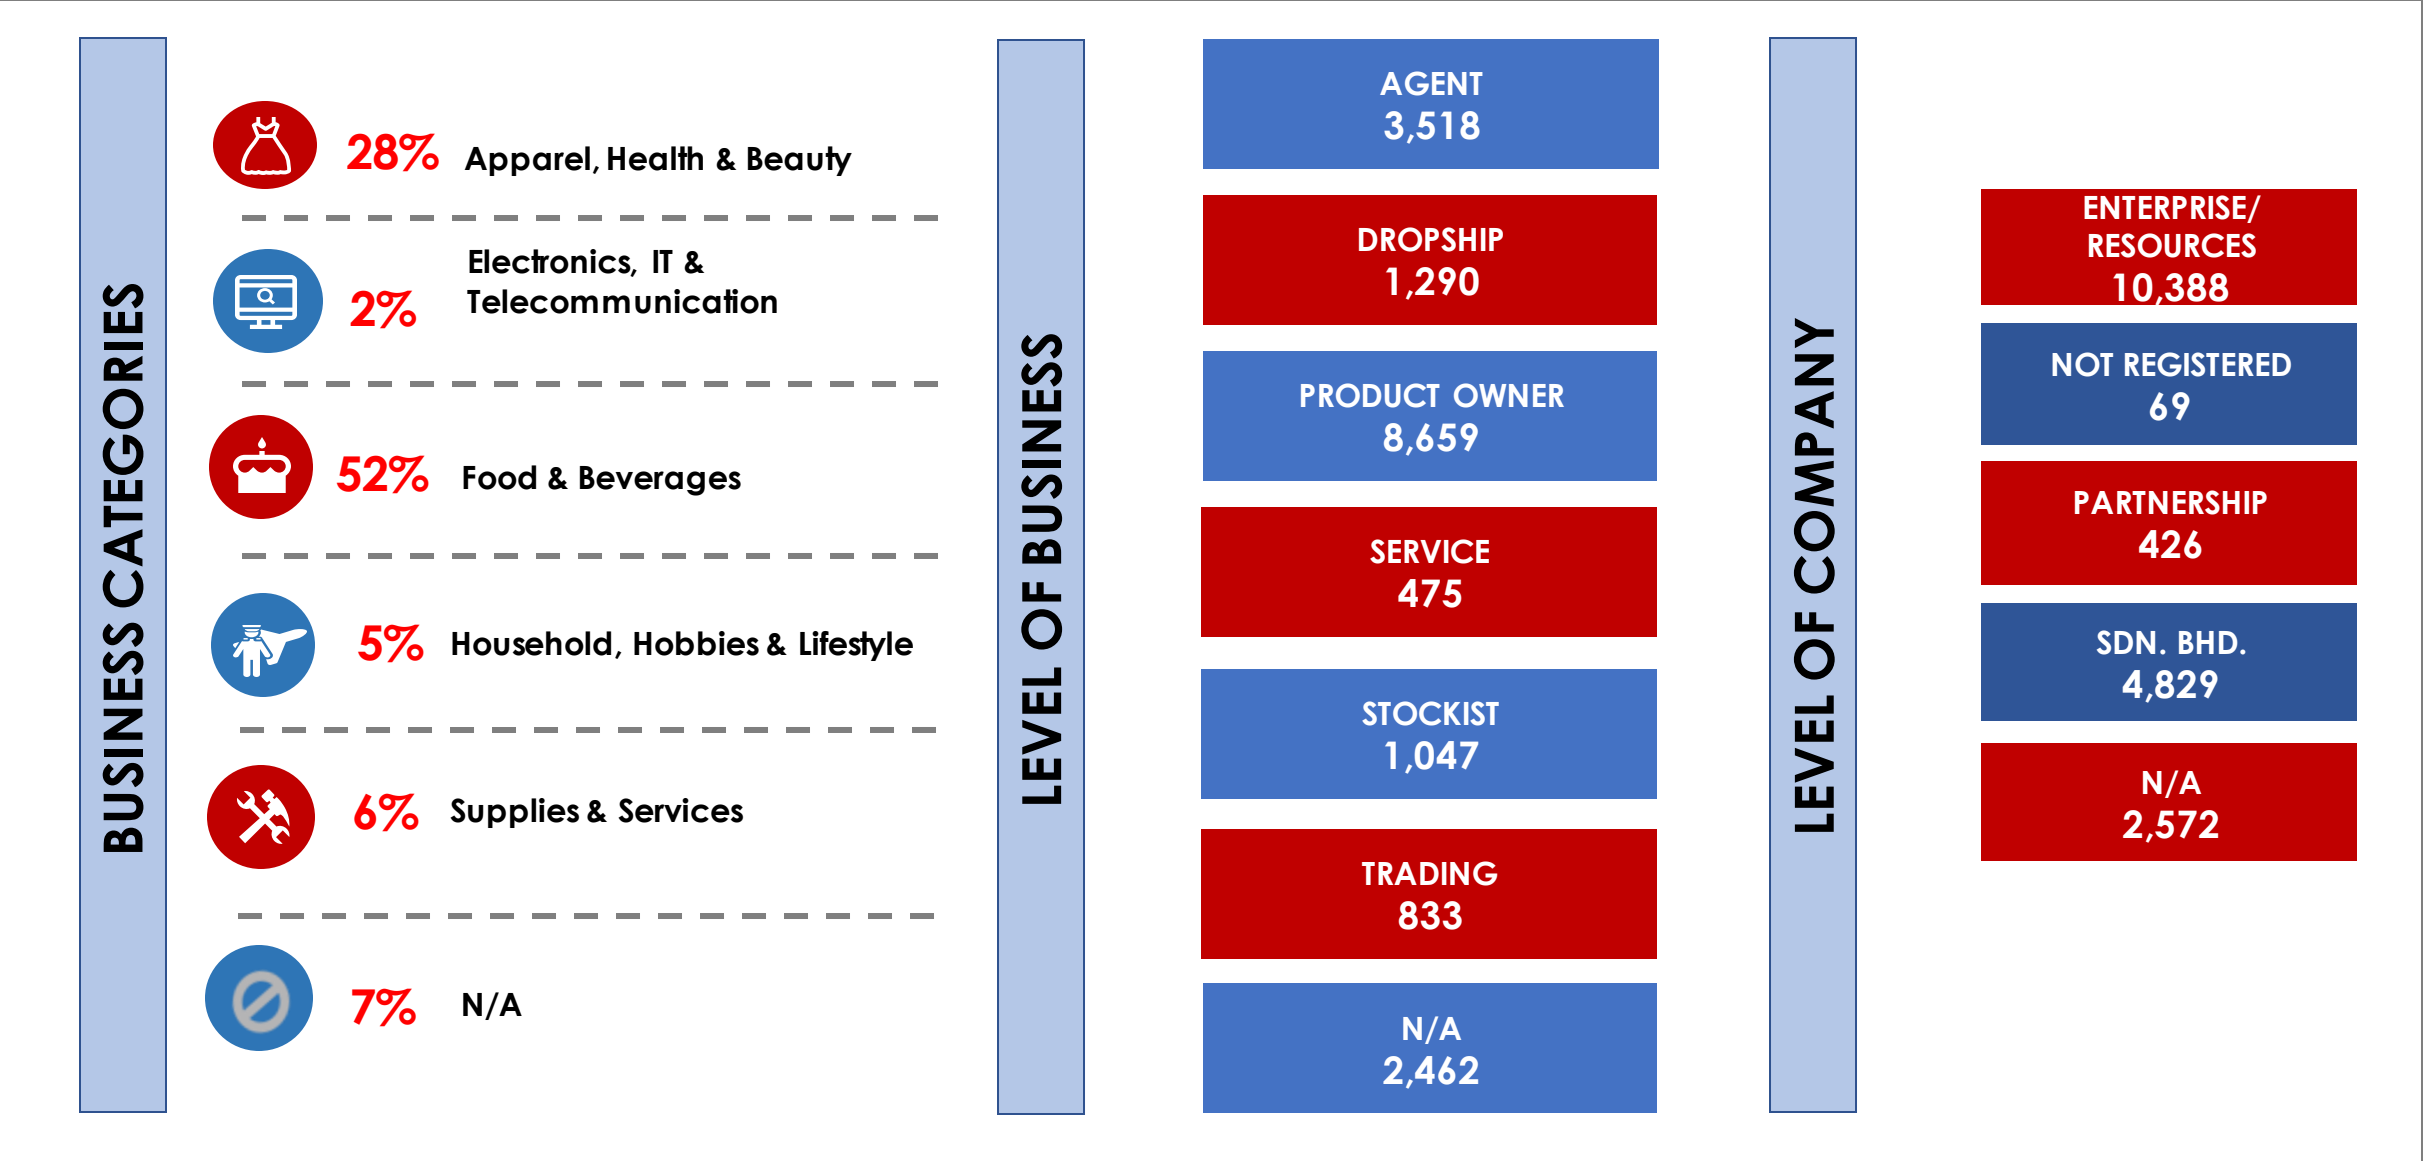 BUSINESS CATEGORIES
28% Apparel, Health & Beauty
2% Electronics, IT &
Telecommunication
52% Food & Beverages
5% Household, Hobbies & Lifestyle
6% Supplies & Services
7% N/A
LEVEL OF BUSINESS
AGENT
3,518
DROPSHIP
1,290
PRODUCT OWNER
8,659
SERVICE
475
STOCKIST
1,047
TRADING
833
N/A
2,462
LEVEL OF COMPANY
ENTERPRISE/
RESOURCES
10,388
NOT REGISTERED
69
PARTNERSHIP
426
SDN. BHD.
4,829
N/A
2,572